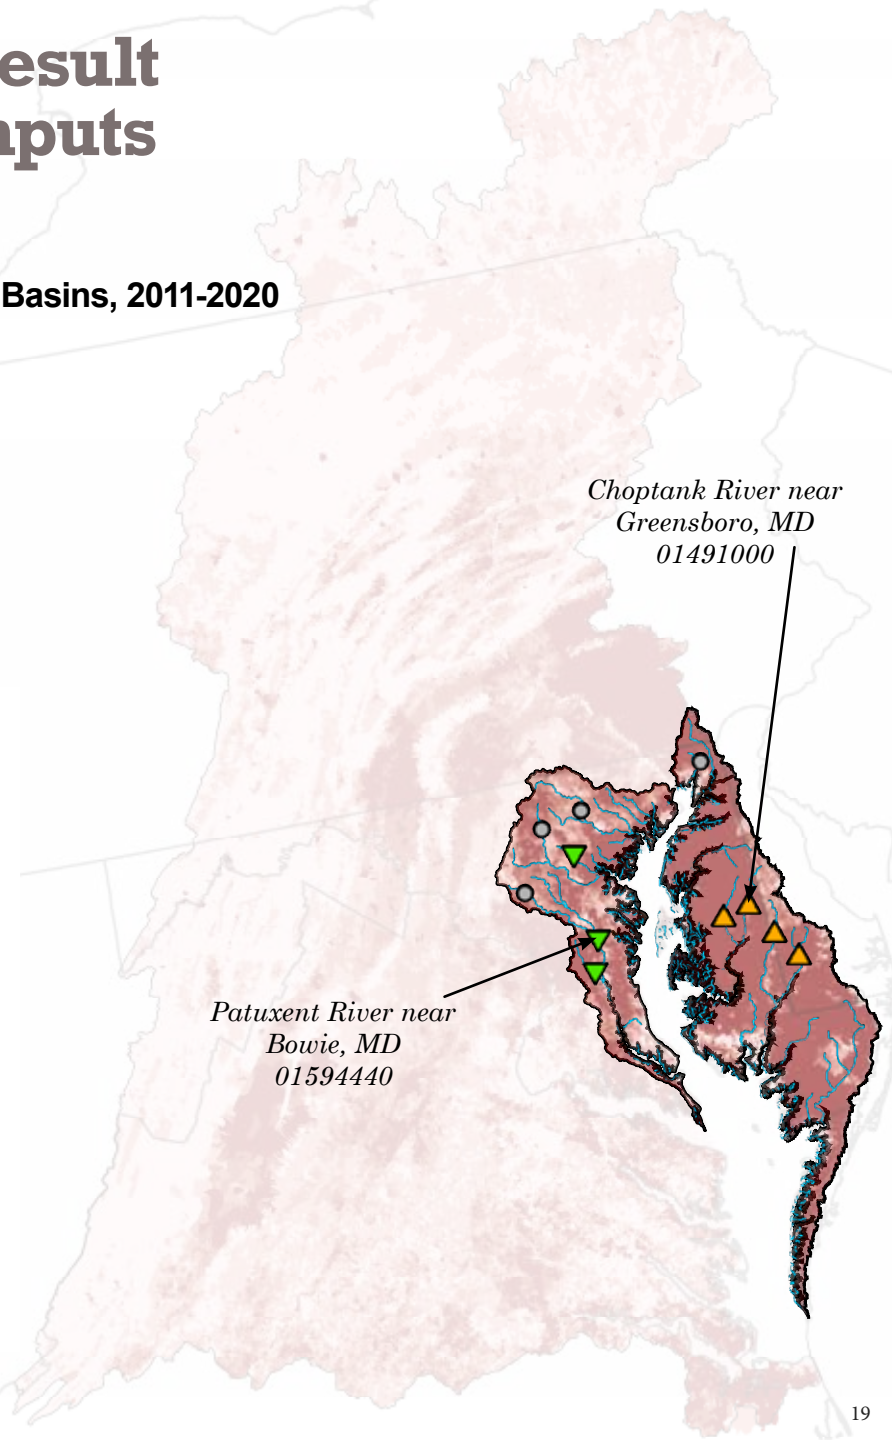 esult
nputs
Basins, 2011-2020
Choptank River near
Greensboro, MD
01491000
Patuxent River near
Bowie, MD
01594440
19